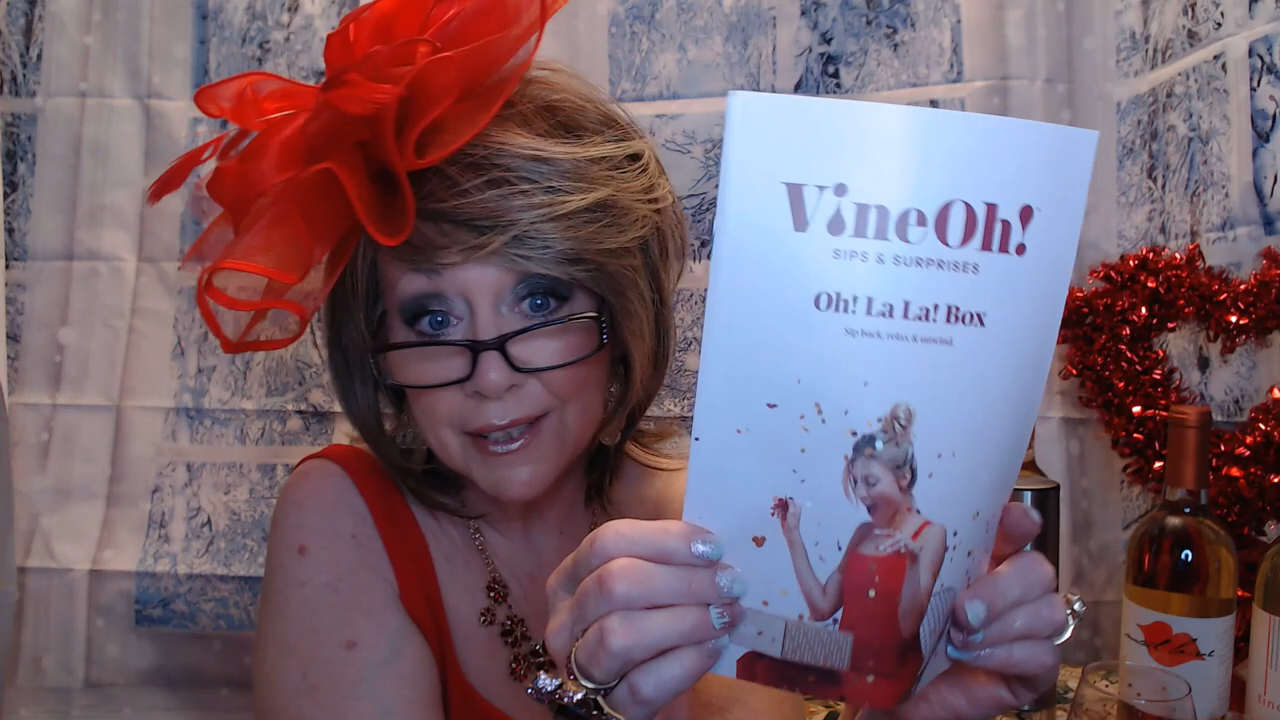 VineOh!
SIPS & SURPRISES
Oh! La La! Box
Sip back, relax & unwind.